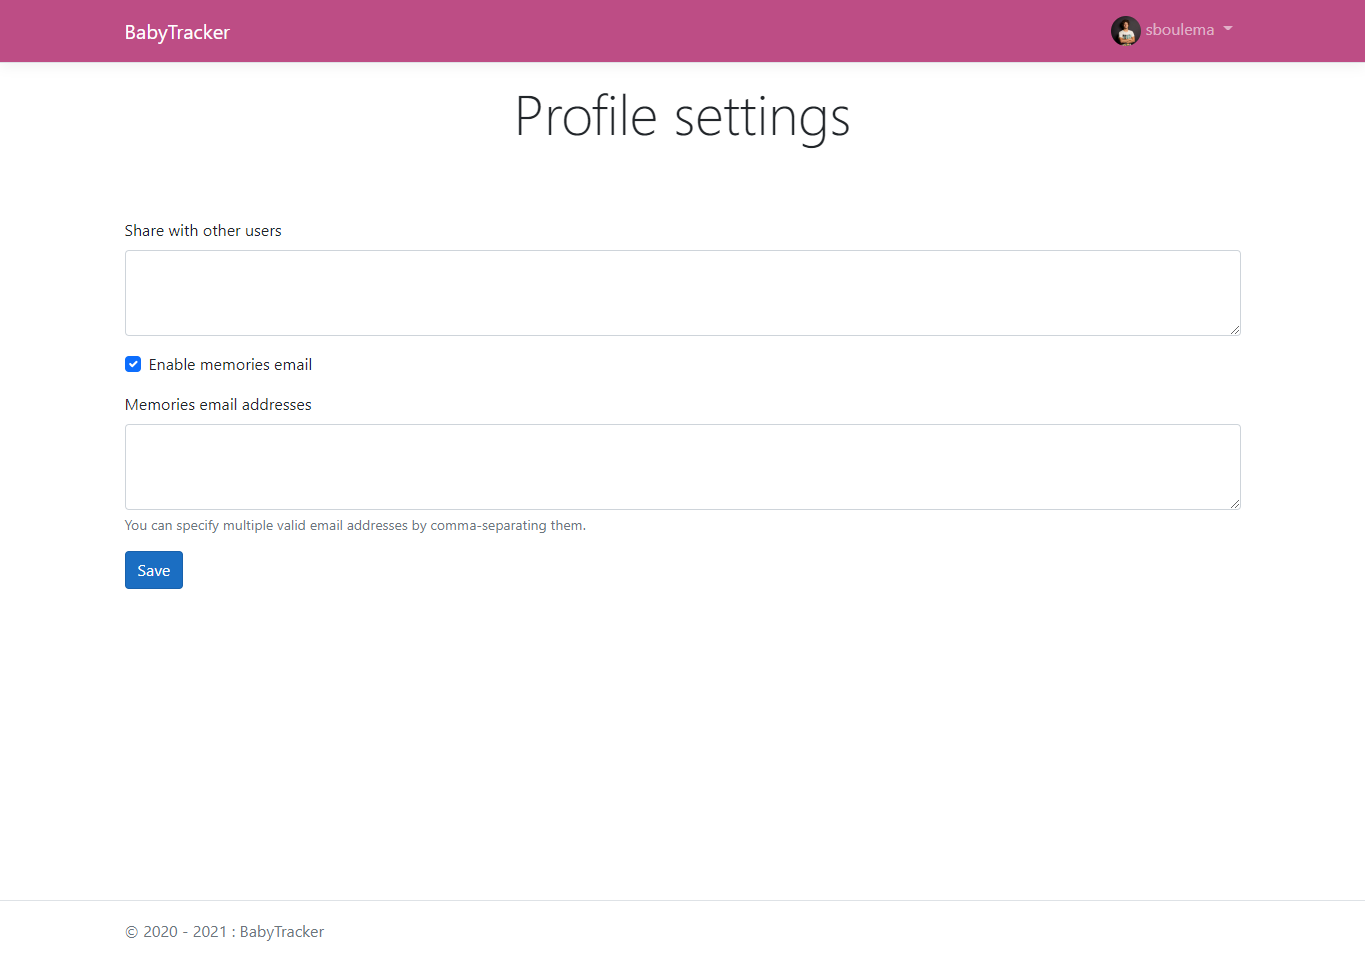 BabyTracker
sboulema
Profile settings
Share with other users
Enable memories email
Memories email addresses
You can specify multiple valid email addresses by comma-separating them.
Save
© 2020 - 2021 : BabyTracker